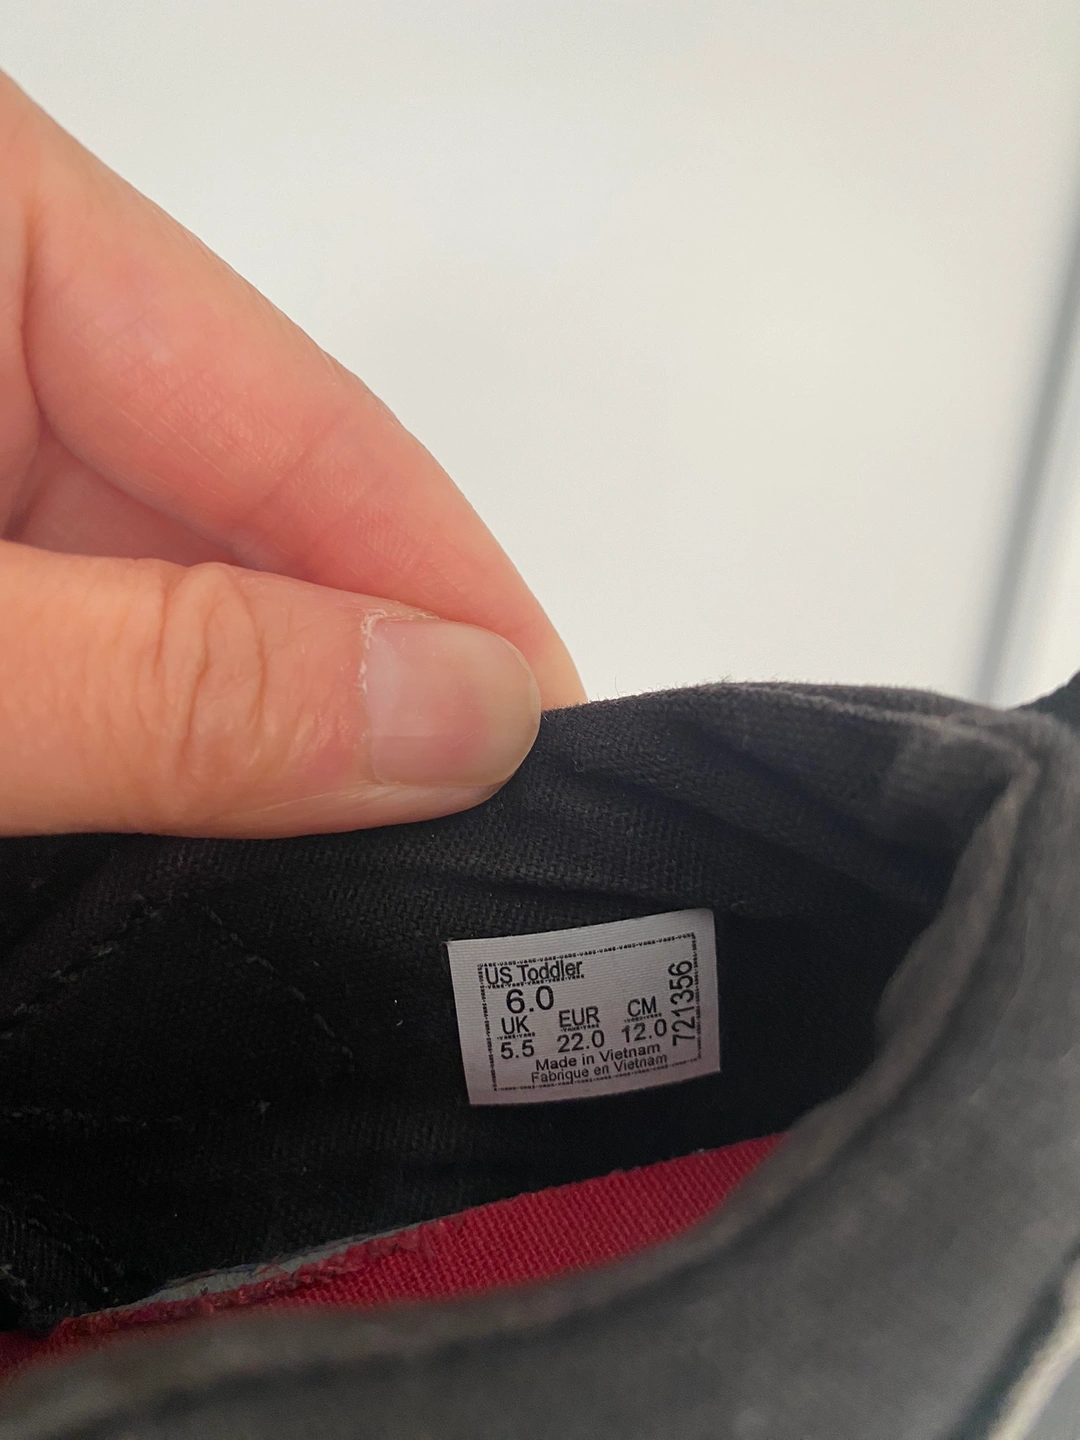 US Toddler
6.0
UK EUR CM
5.5 22.0 12.0
Made in Vietnam
Fabrique en Vietnam
721356